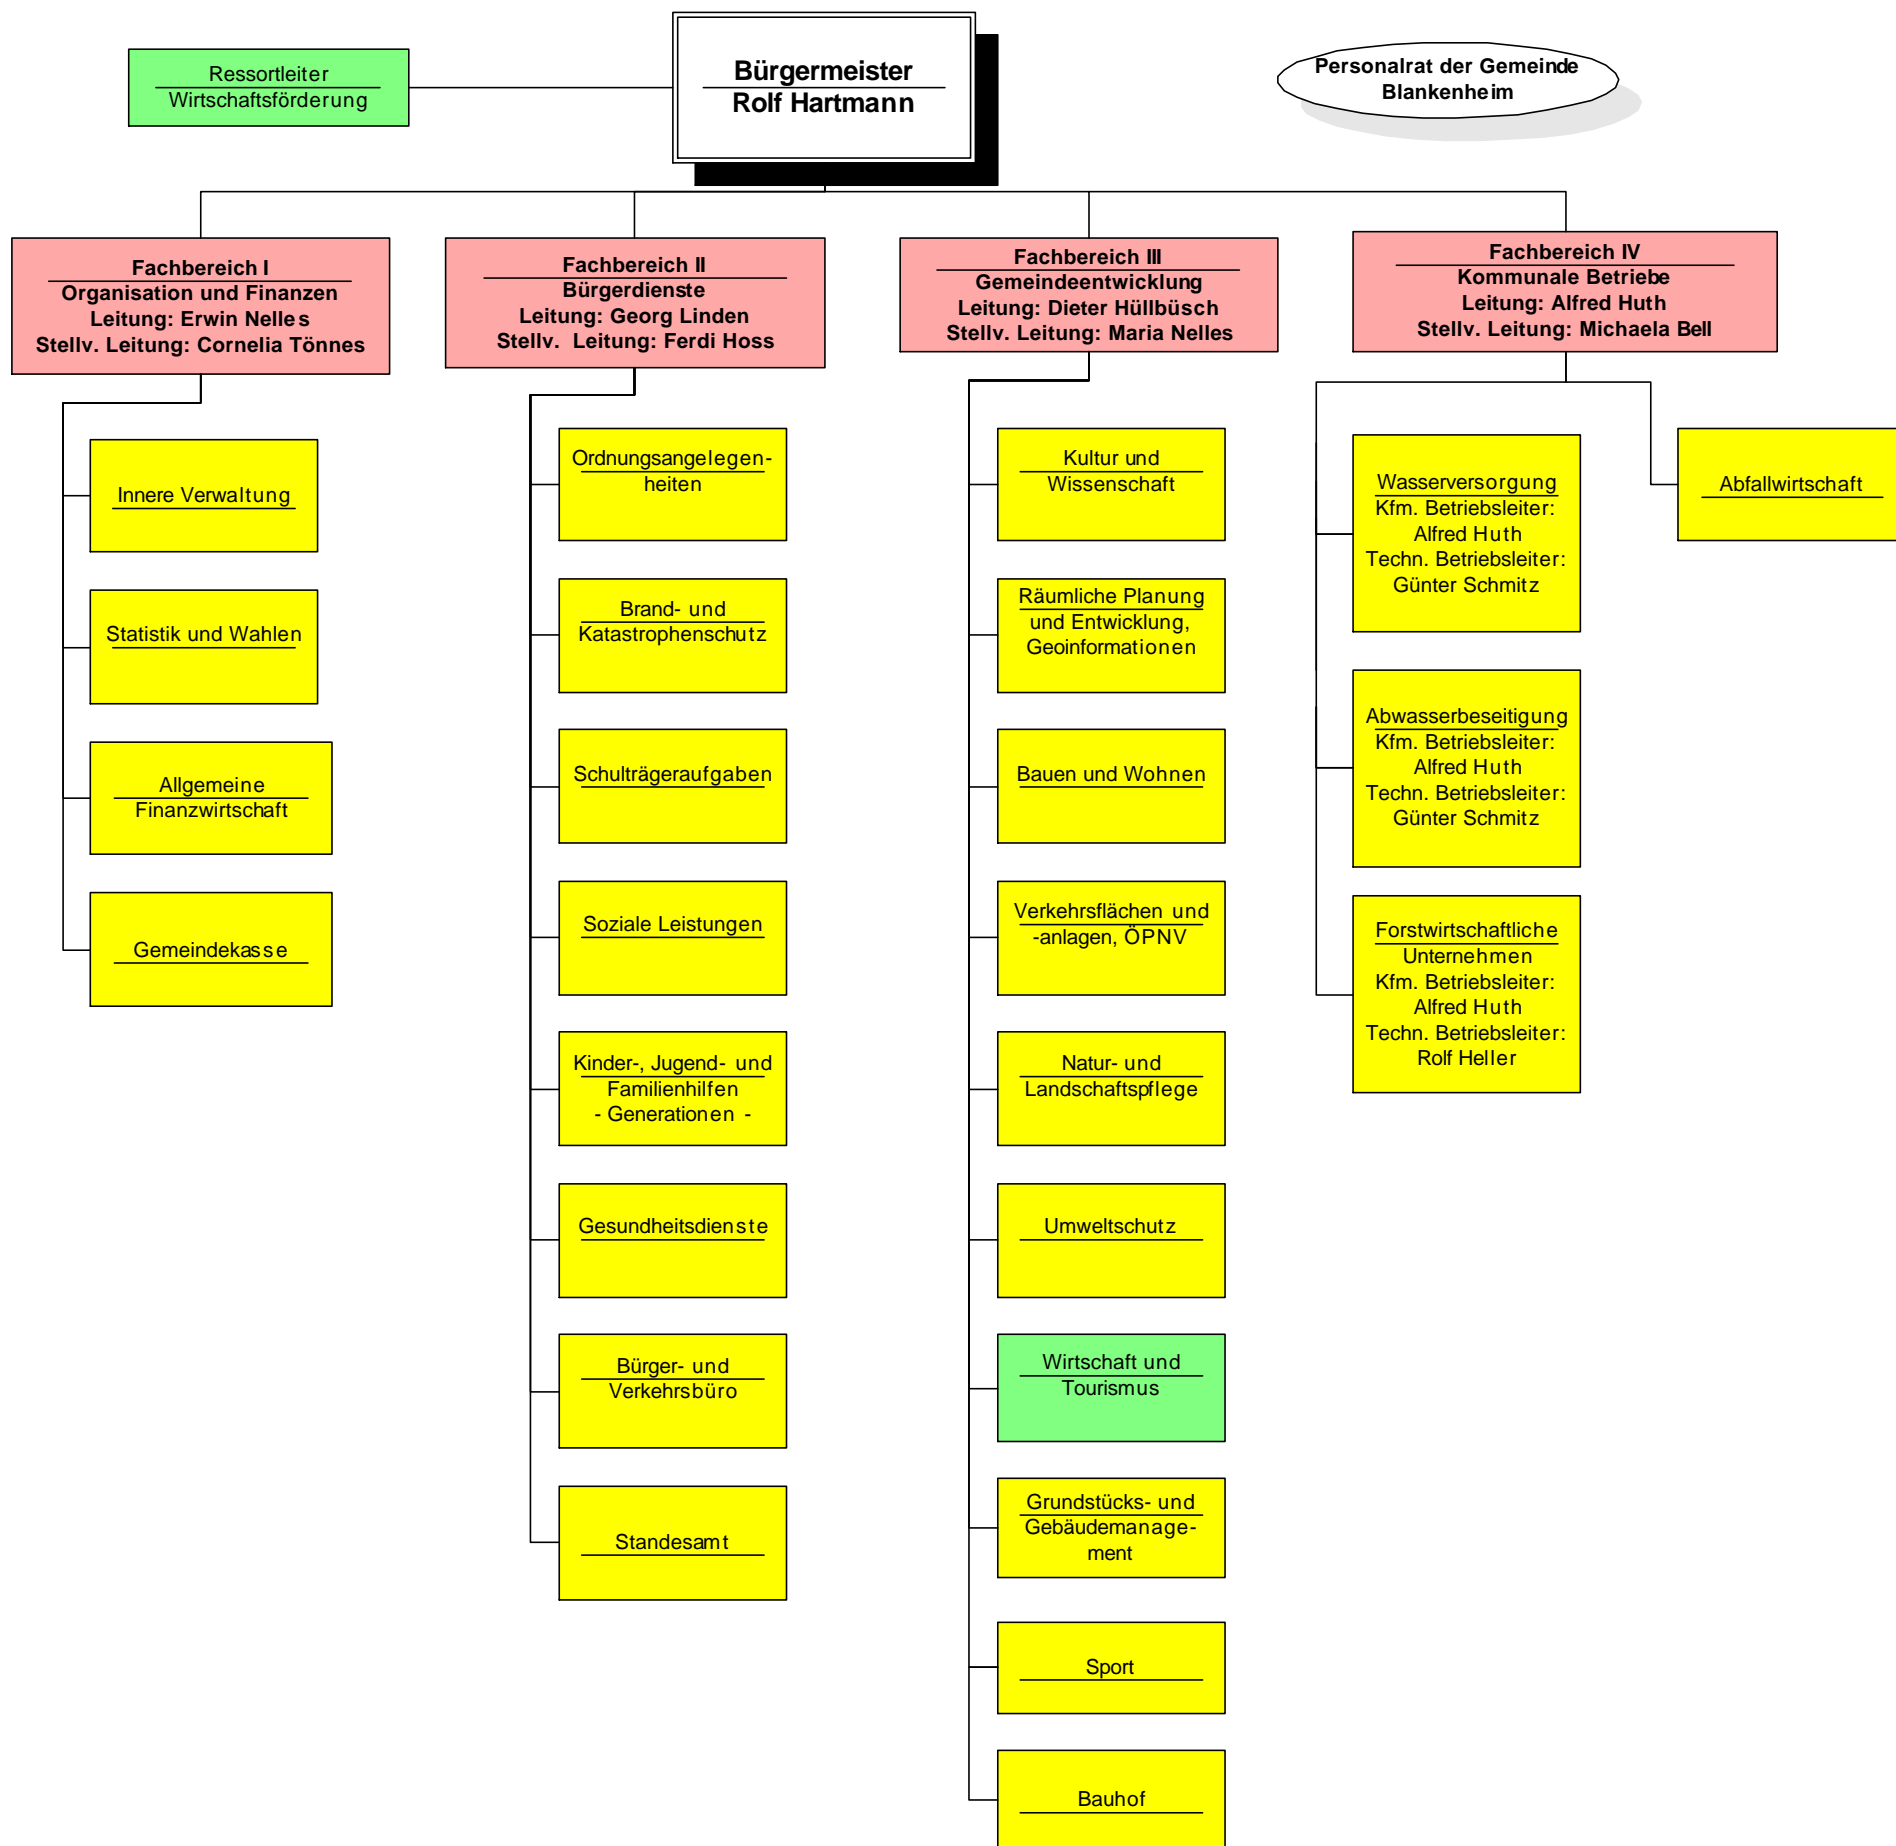 Ressortleiter
Wirtschaftsförderung
Bürgermeister
Rolf Hartmann
Personalrat der Gemeinde
Blankenheim
Fachbereich I
Organisation und Finanzen
Leitung: Erwin Nelles
Stellv. Leitung: Cornelia Tönnes
Fachbereich II
Bürgerdienste
Leitung: Georg Linden
Stellv. Leitung: Ferdi Hoss
Fachbereich III
Gemeindeentwicklung
Leitung: Dieter Hüllbüsch
Stellv. Leitung: Maria Nelles
Fachbereich IV
Kommunale Betriebe
Leitung: Alfred Huth
Stellv. Leitung: Michaela Bell
Innere Verwaltung
Statistik und Wahlen
Allgemeine
Finanzwirtschaft
Gemeindekasse
Ordnungsangelegen-
heiten
Brand- und
Katastrophenschutz
Schulträgeraufgaben
Soziale Leistungen
Kinder-, Jugend- und
Familienhilfen
- Generationen -
Gesundheitsdienste
Bürger- und
Verkehrsbüro
Standesamt
Kultur und
Wissenschaft
Räumliche Planung
und Entwicklung,
Geoinformationen
Bauen und Wohnen
Verkehrsflächen und
-anlagen, ÖPNV
Natur- und
Landschaftspflege
Umweltschutz
Wirtschaft und
Tourismus
Grundstücks- und
Gebäudemanage-
ment
Sport
Bauhof
Wasserversorgung
Kfm. Betriebsleiter:
Alfred Huth
Techn. Betriebsleiter:
Günter Schmitz
Abwasserbeseitigung
Kfm. Betriebsleiter:
Alfred Huth
Techn. Betriebsleiter:
Günter Schmitz
Forstwirtschaftliche
Unternehmen
Kfm. Betriebsleiter:
Alfred Huth
Techn. Betriebsleiter:
Rolf Heller
Abfallwirtschaft